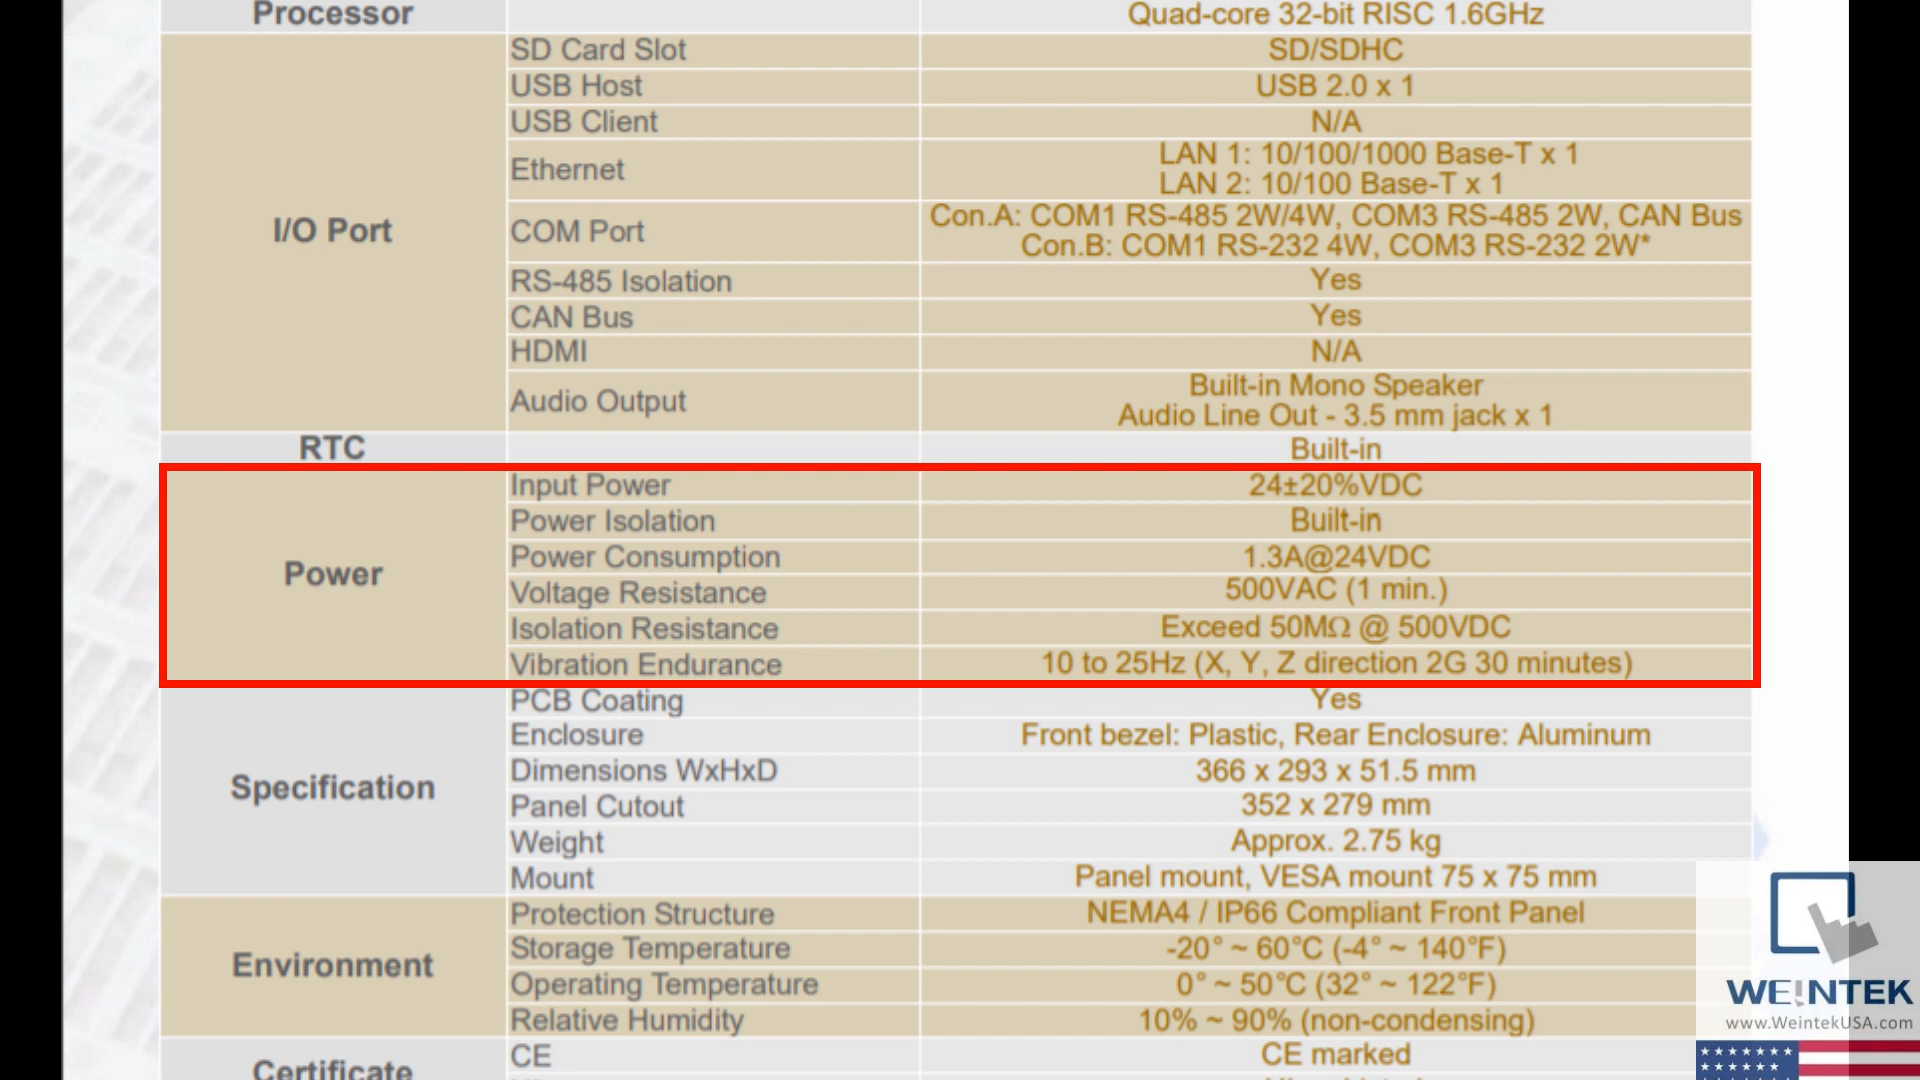 Processor Quad-core 32-bit RISC 1.6GHz
I/O Port
SD Card Slot SD/SDHC
USB Host USB 2.0 x 1
USB Client N/A
Ethernet LAN 1: 10/100/1000 Base-T x 1
LAN 2: 10/100 Base-T x 1
COM Port Con.A: COM1 RS-485 2W/4W, COM3 RS-485 2W, CAN Bus
Con.B: COM1 RS-232 4W, COM3 RS-232 2W*
RS-485 Isolation Yes
CAN Bus Yes
HDMI N/A
Audio Output Built-in Mono Speaker
Audio Line Out - 3.5 mm jack x 1
RTC Built-in
Power
Input Power 24±20%VDC
Power Isolation Built-in
Power Consumption 1.3A@24VDC
Voltage Resistance 500VAC (1 min.)
Isolation Resistance Exceed 50MΩ @ 500VDC
Vibration Endurance 10 to 25Hz (X, Y, Z direction 2G 30 minutes)
Specification
PCB Coating Yes
Enclosure Front bezel: Plastic, Rear Enclosure: Aluminum
Dimensions WxHxD 366 x 293 x 51.5 mm
Panel Cutout 352 x 279 mm
Weight Approx. 2.75 kg
Mount Panel mount, VESA mount 75 x 75 mm
Environment
Protection Structure NEMA4 / IP66 Compliant Front Panel
Storage Temperature -20° ~ 60°C (-4° ~ 140°F)
Operating Temperature 0° ~ 50°C (32° ~ 122°F)
Relative Humidity 10% ~ 90% (non-condensing)
Certificate
CE CE marked
WE!NTEK
www.WeintekUSA.com